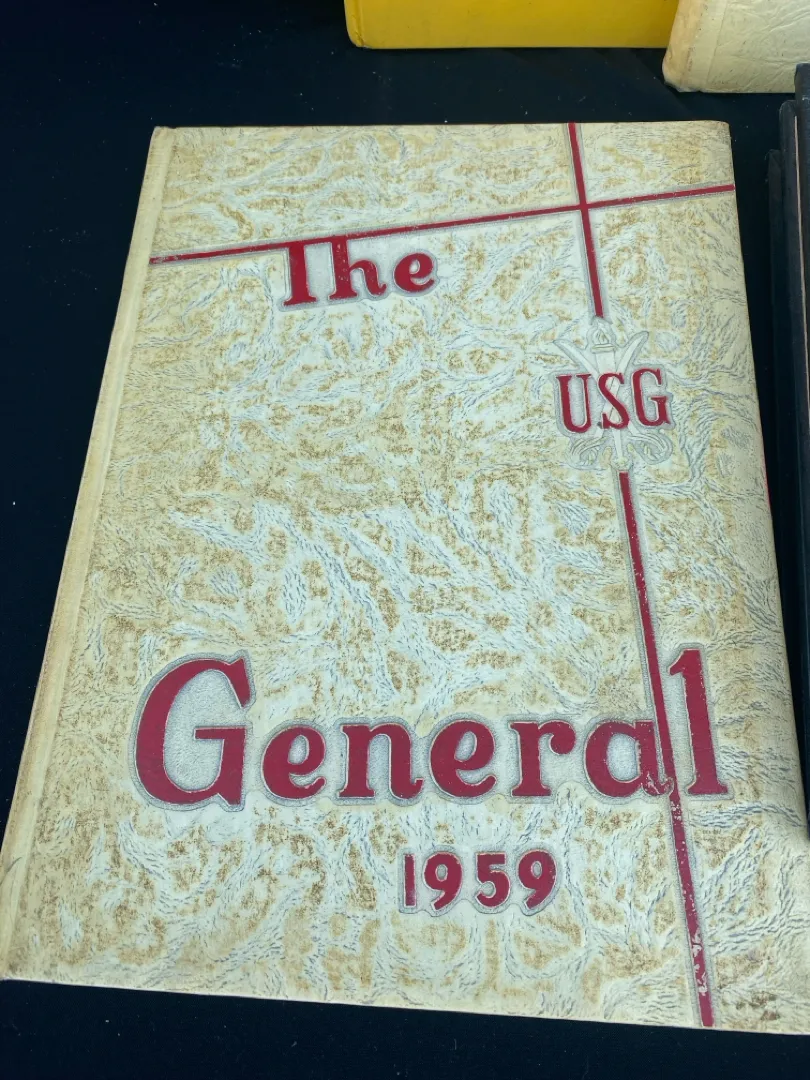 The
USG
General
1959